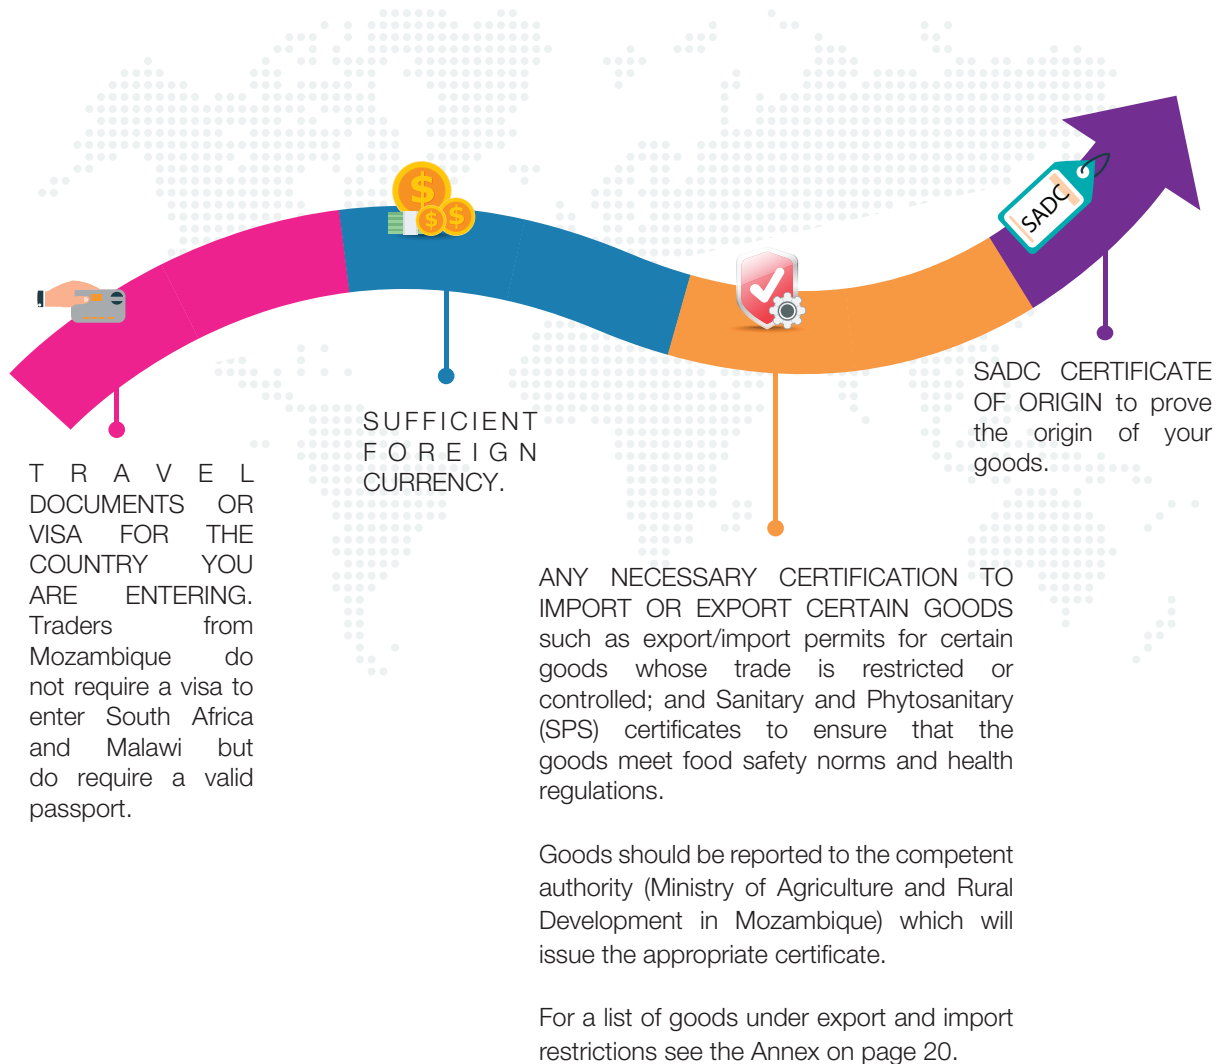 $
$
$
SADC
T R A V E L
DOCUMENTS OR
VISA FOR THE
COUNTRY YOU
ARE ENTERING.
Traders from
Mozambique do
not require a visa to
enter South Africa
and Malawi but
do require a valid
passport.
SUFFICIENT
FOREIGN
CURRENCY.
ANY NECESSARY CERTIFICATION TO
IMPORT OR EXPORT CERTAIN GOODS
such as export/import permits for certain
goods whose trade is restricted or
controlled; and Sanitary and Phytosanitary
(SPS) certificates to ensure that the
goods meet food safety norms and health
regulations.
Goods should be reported to the competent
authority (Ministry of Agriculture and Rural
Development in Mozambique) which will
issue the appropriate certificate.
For a list of goods under export and import
restrictions see the Annex on page 20.
SADC CERTIFICATE
OF ORIGIN to prove
the origin of your
goods.